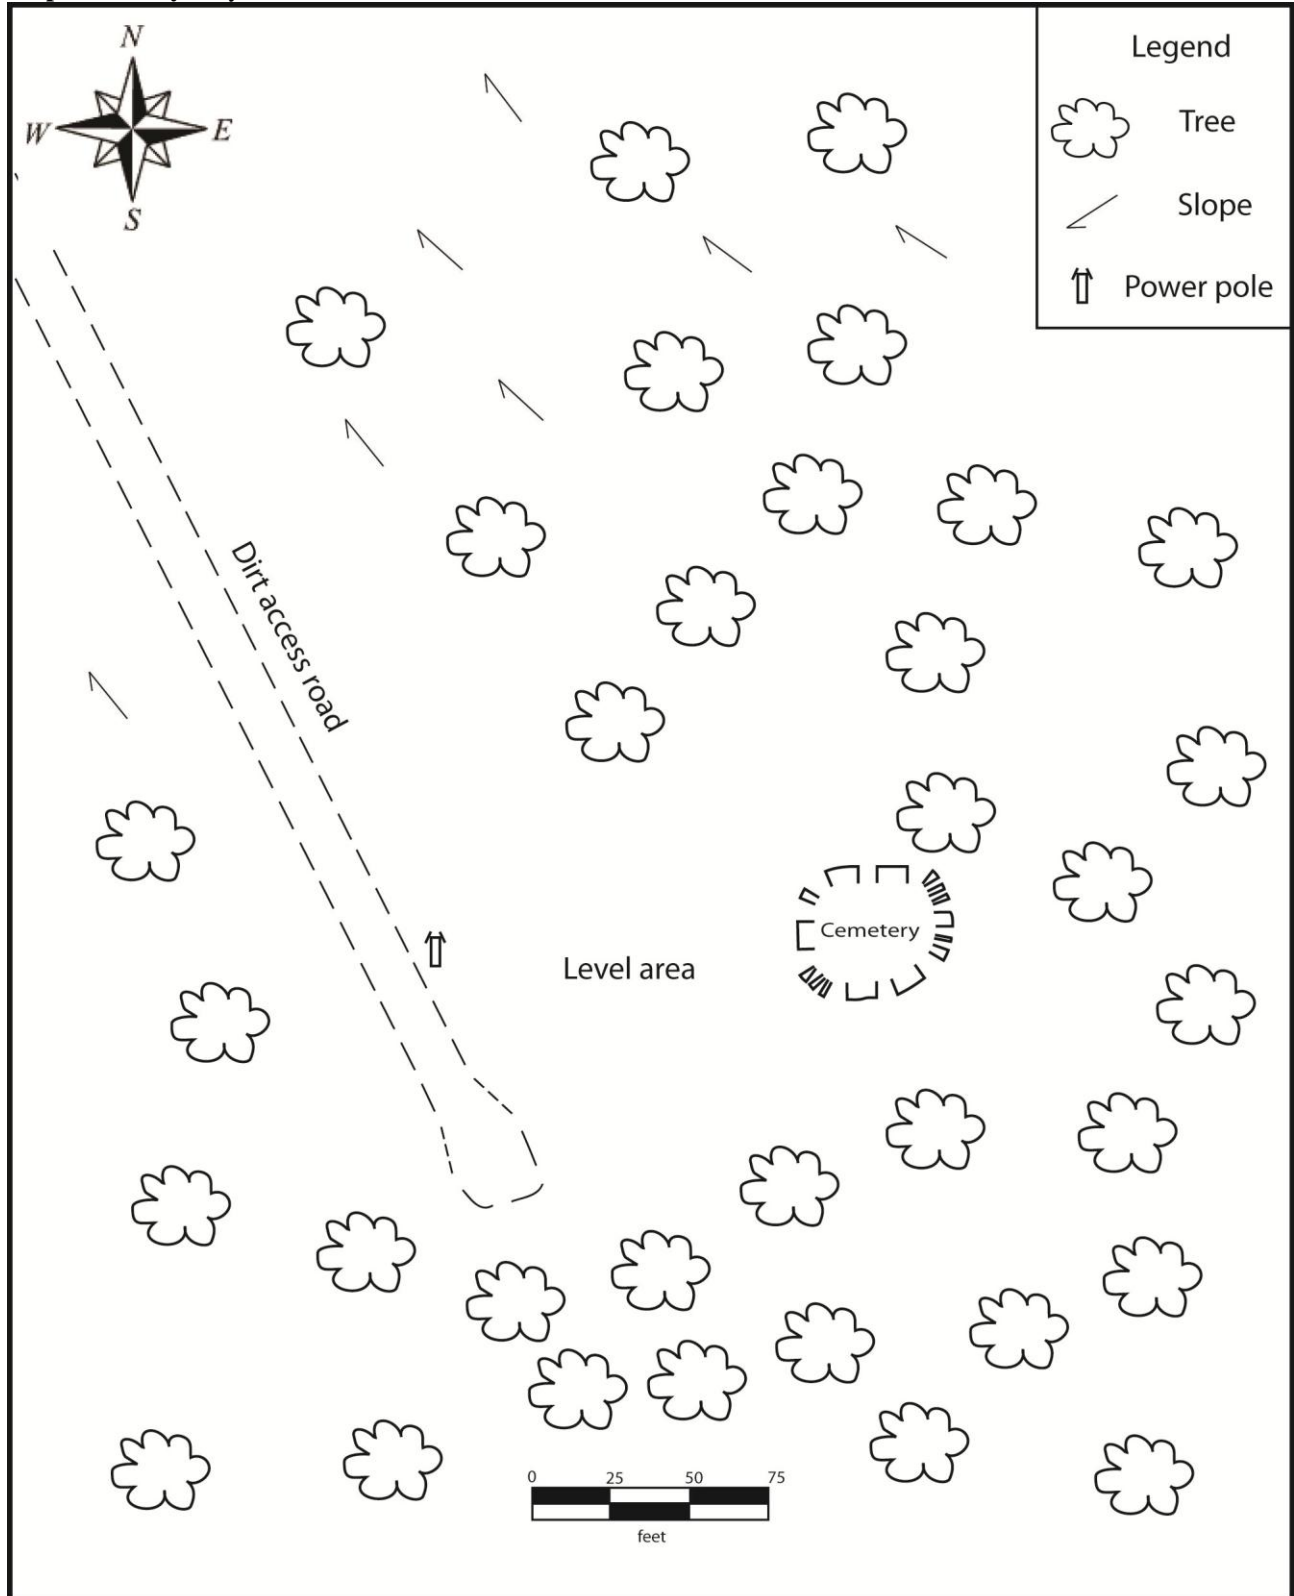 N
W
E
S
Legend
Tree
Slope
Power pole
Dirt access road
Cemetery
Level area
0 25 50 75
feet